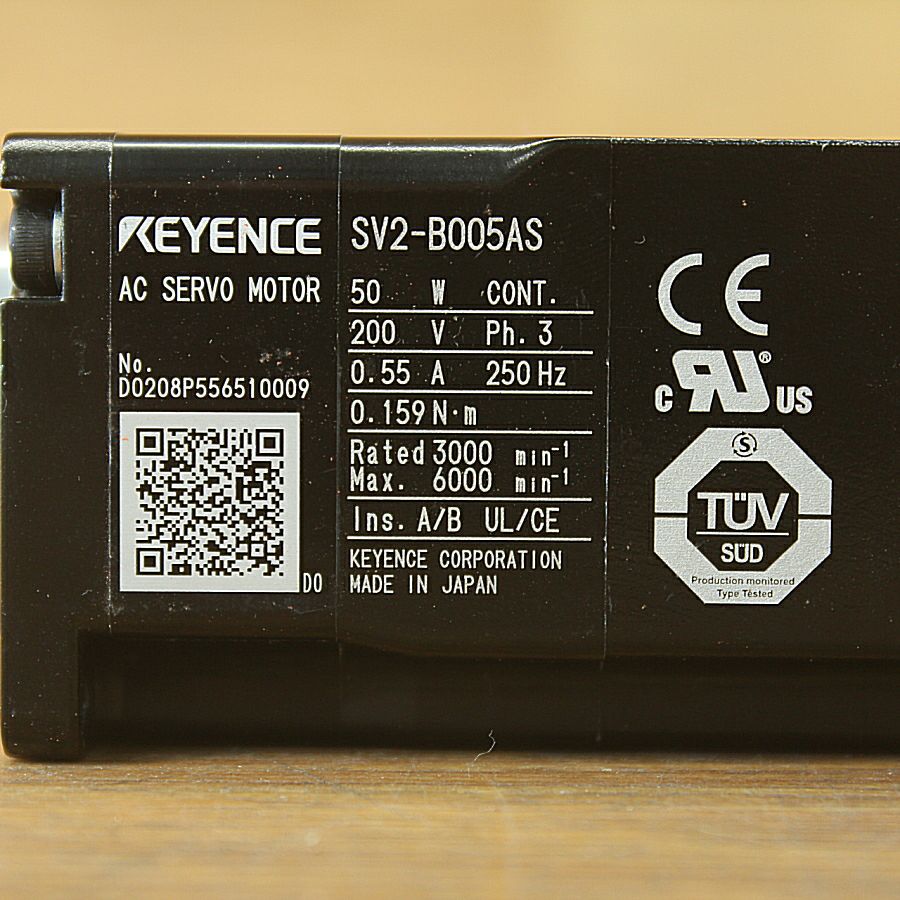 KEYENCE
AC SERVO MOTOR
No.
D0208P556510009
D0
SV2-B005AS
50 W CONT.
200 V Ph. 3
0.55 A 250 Hz
0.159 N·m
Rated 3000 min⁻¹
Max. 6000 min⁻¹
Ins. A/B UL/CE
KEYENCE CORPORATION
MADE IN JAPAN
CE
C RU® US
S
TÜV
SÜD
Production monitored
Type Tested